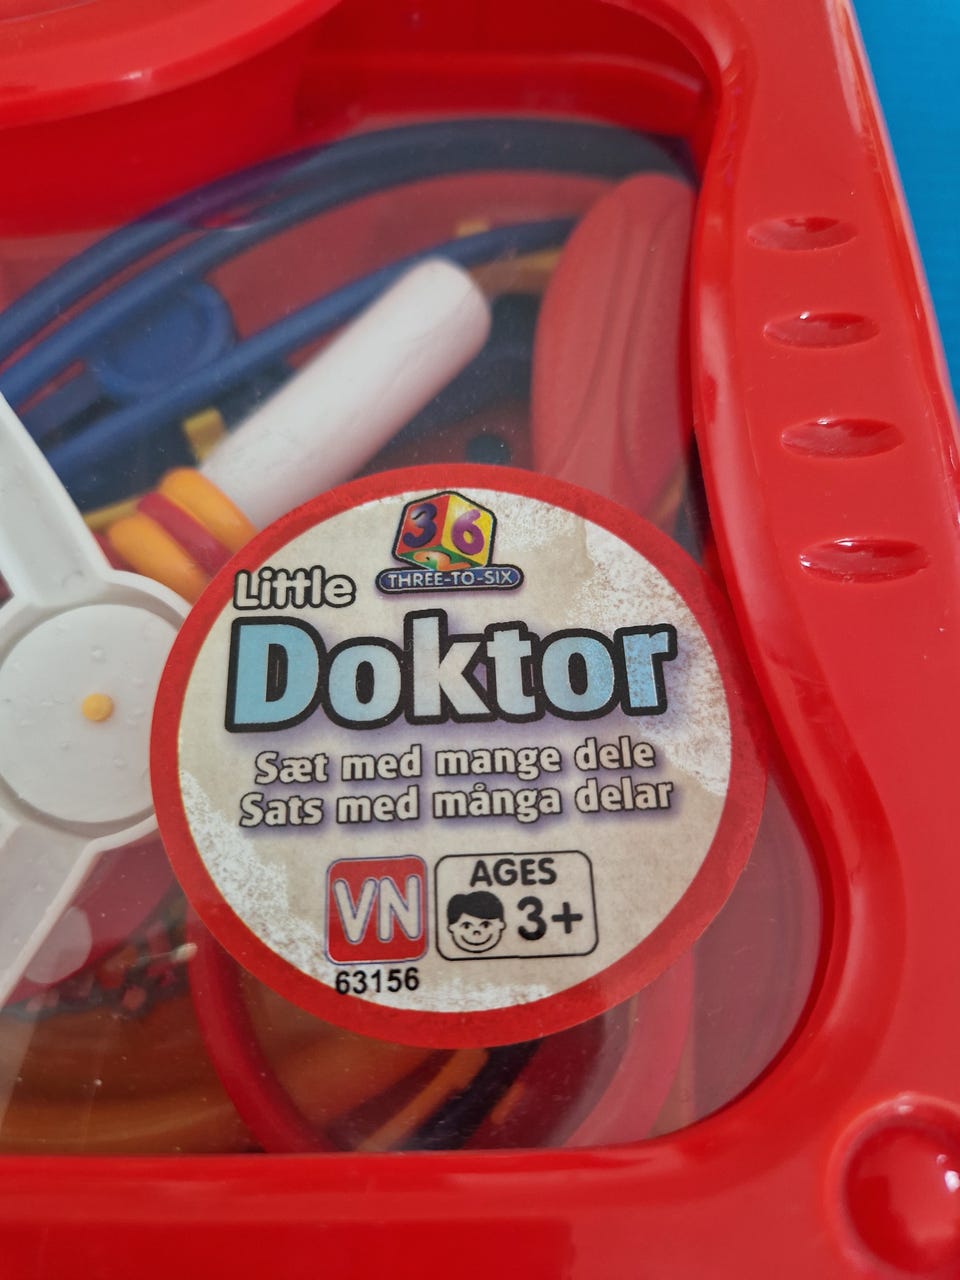 36
THREE-TO-SIX
Little
Doktor
Sæt med mange dele
Sats med många delar
VN
AGES
3+
63156